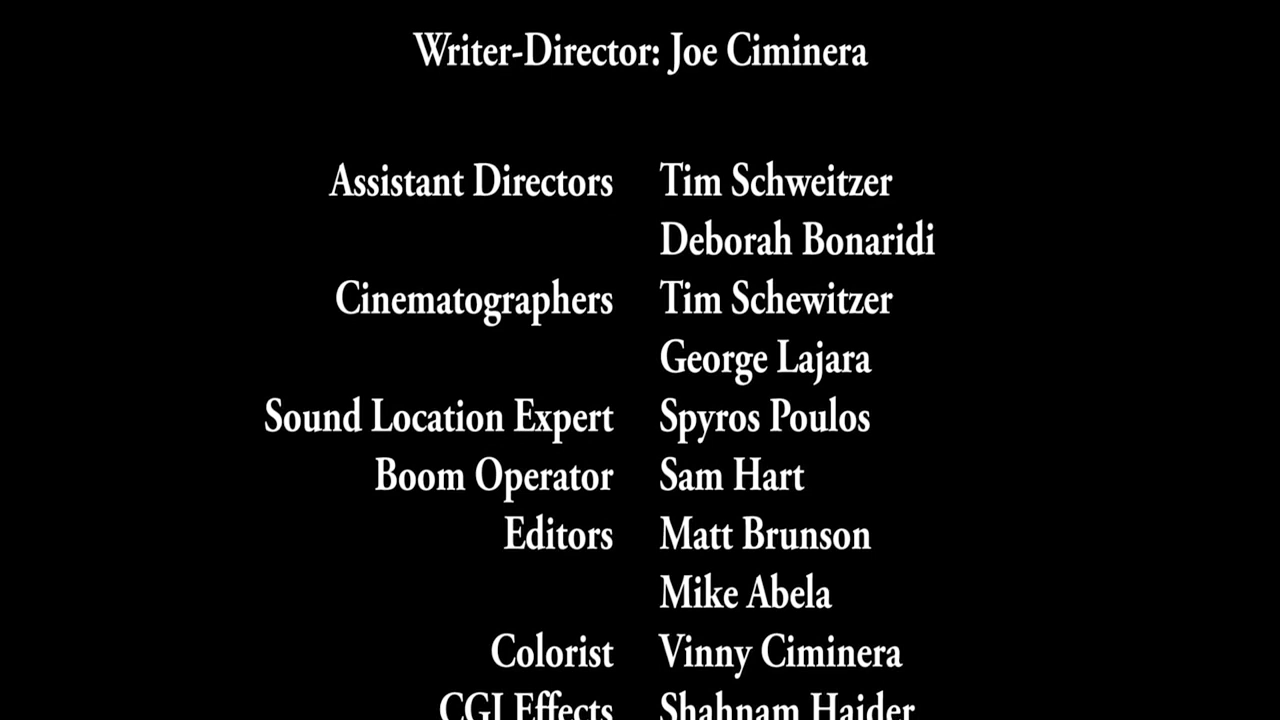 Writer-Director: Joe Ciminera
Assistant Directors Tim Schweitzer
Deborah Bonaridi
Cinematographers Tim Schewitzer
George Lajara
Sound Location Expert Spyros Poulos
Boom Operator Sam Hart
Editors Matt Brunson
Mike Abela
Colorist Vinny Ciminera
CGI Effects Shahnam Haider